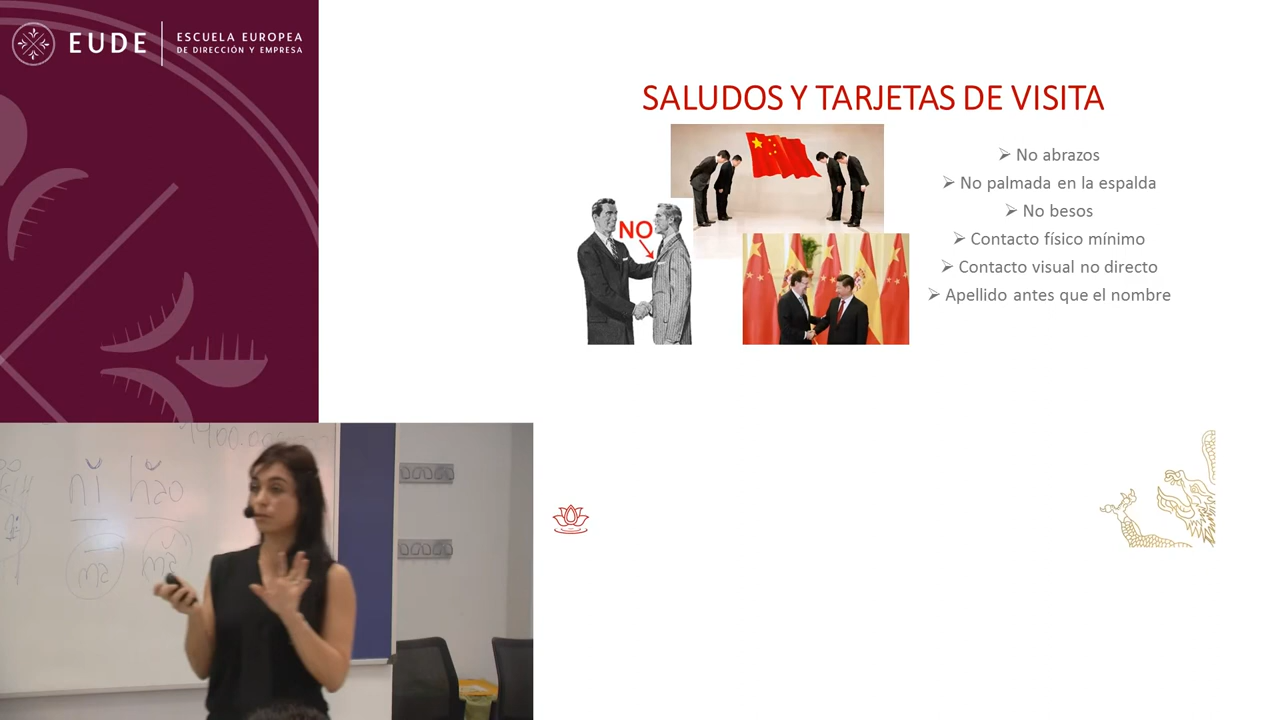 EUDE
ESCUELA EUROPEA
DE DIRECCIÓN Y EMPRESA
SALUDOS Y TARJETAS DE VISITA
NO
➢ No abrazos
➢ No palmada en la espalda
➢ No besos
➢ Contacto físico mínimo
➢ Contacto visual no directo
➢ Apellido antes que el nombre
nǐ hǎo